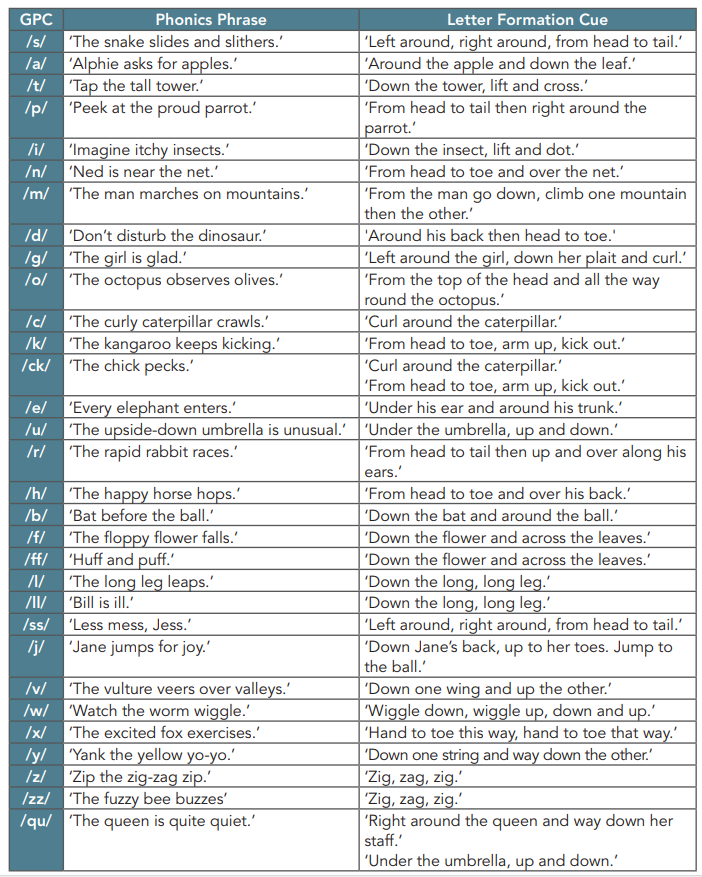 GPC Phonics Phrase Letter Formation Cue
/s/ ‘The snake slides and slithers.’ ‘Left around, right around, from head to tail.’
/a/ ‘Alphie asks for apples.’ ‘Around the apple and down the leaf.’
/t/ ‘Tap the tall tower.’ ‘Down the tower, lift and cross.’
/p/ ‘Peek at the proud parrot.’ ‘From head to tail then right around the
parrot.’
/i/ ‘Imagine itchy insects.’ ‘Down the insect, lift and dot.’
/n/ ‘Ned is near the net.’ ‘From head to toe and over the net.’
/m/ ‘The man marches on mountains.’ ‘From the man go down, climb one mountain
then the other.’
/d/ ‘Don’t disturb the dinosaur.’ 'Around his back then head to toe.'
/g/ ‘The girl is glad.’ ‘Left around the girl, down her plait and curl.’
/o/ ‘The octopus observes olives.’ ‘From the top of the head and all the way
round the octopus.’
/c/ ‘The curly caterpillar crawls.’ ‘Curl around the caterpillar.’
/k/ ‘The kangaroo keeps kicking.’ ‘From head to toe, arm up, kick out.’
/ck/ ‘The chick pecks.’ ‘Curl around the caterpillar.’
‘From head to toe, arm up, kick out.’
/e/ ‘Every elephant enters.’ ‘Under his ear and around his trunk.’
/u/ ‘The upside-down umbrella is unusual.’ ‘Under the umbrella, up and down.’
/r/ ‘The rapid rabbit races.’ ‘From head to tail then up and over along his
ears.’
/h/ ‘The happy horse hops.’ ‘From head to toe and over his back.’
/b/ ‘Bat before the ball.’ ‘Down the bat and around the ball.’
/f/ ‘The floppy flower falls.’ ‘Down the flower and across the leaves.’
/ff/ ‘Huff and puff.’ ‘Down the flower and across the leaves.’
/l/ ‘The long leg leaps.’ ‘Down the long, long leg.’
/ll/ ‘Bill is ill.’ ‘Down the long, long leg.’
/ss/ ‘Less mess, Jess.’ ‘Left around, right around, from head to tail.’
/j/ ‘Jane jumps for joy.’ ‘Down Jane’s back, up to her toes. Jump to
the ball.’
/v/ ‘The vulture veers over valleys.’ ‘Down one wing and up the other.’
/w/ ‘Watch the worm wiggle.’ ‘Wiggle down, wiggle up, down and up.’
/x/ ‘The excited fox exercises.’ ‘Hand to toe this way, hand to toe that way.’
/y/ ‘Yank the yellow yo-yo.’ ‘Down one string and way down the other.’
/z/ ‘Zip the zig-zag zip.’ ‘Zig, zag, zig.’
/zz/ ‘The fuzzy bee buzzes’ ‘Zig, zag, zig.’
/qu/ ‘The queen is quite quiet.’ ‘Right around the queen and way down her
staff.’
‘Under the umbrella, up and down.’